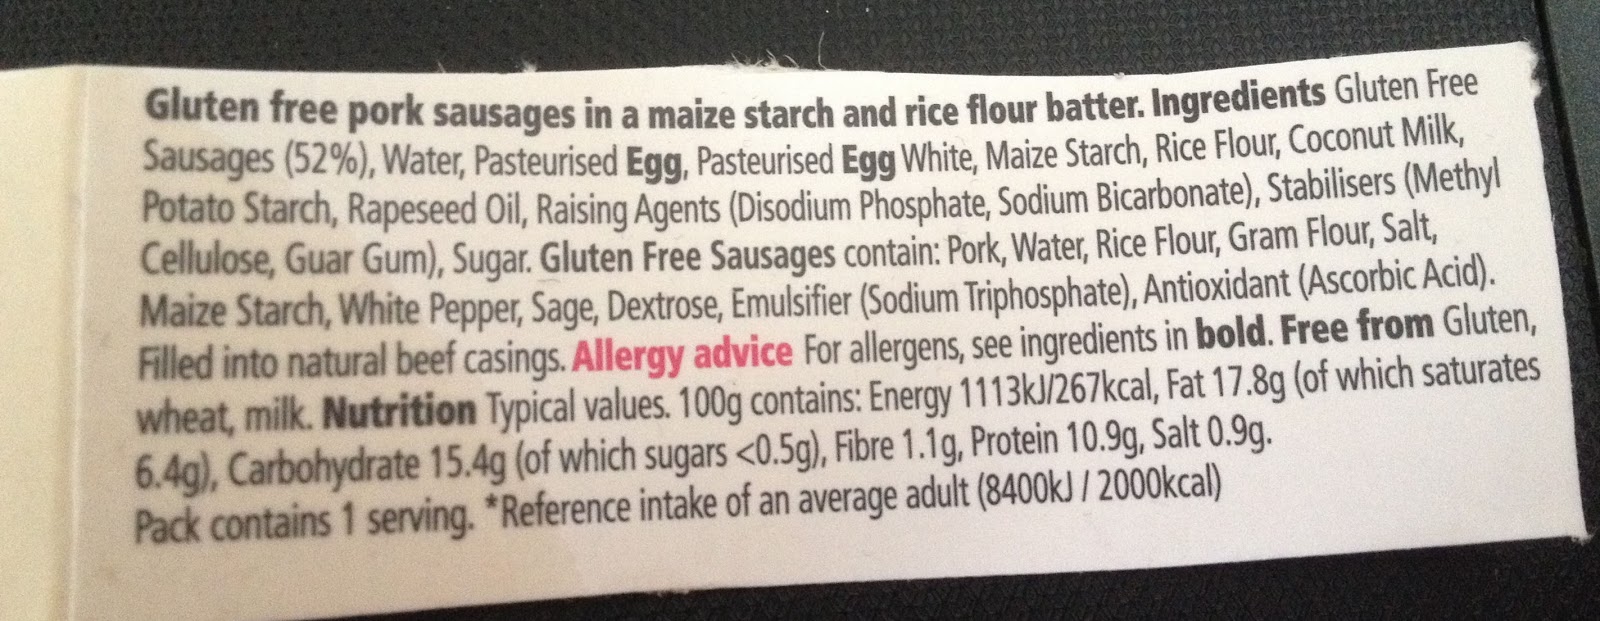 Gluten free pork sausages in a maize starch and rice flour batter. Ingredients Gluten Free
Sausages (52%), Water, Pasteurised Egg, Pasteurised Egg White, Maize Starch, Rice Flour, Coconut Milk,
Potato Starch, Rapeseed Oil, Raising Agents (Disodium Phosphate, Sodium Bicarbonate), Stabilisers (Methyl
Cellulose, Guar Gum), Sugar. Gluten Free Sausages contain: Pork, Water, Rice Flour, Gram Flour, Salt,
Maize Starch, White Pepper, Sage, Dextrose, Emulsifier (Sodium Triphosphate), Antioxidant (Ascorbic Acid).
Filled into natural beef casings. Allergy advice For allergens, see ingredients in bold. Free from Gluten,
wheat, milk. Nutrition Typical values. 100g contains: Energy 1113kJ/267kcal, Fat 17.8g (of which saturates
6.4g), Carbohydrate 15.4g (of which sugars <0.5g), Fibre 1.1g, Protein 10.9g, Salt 0.9g.
Pack contains 1 serving. *Reference intake of an average adult (8400kJ / 2000kcal)